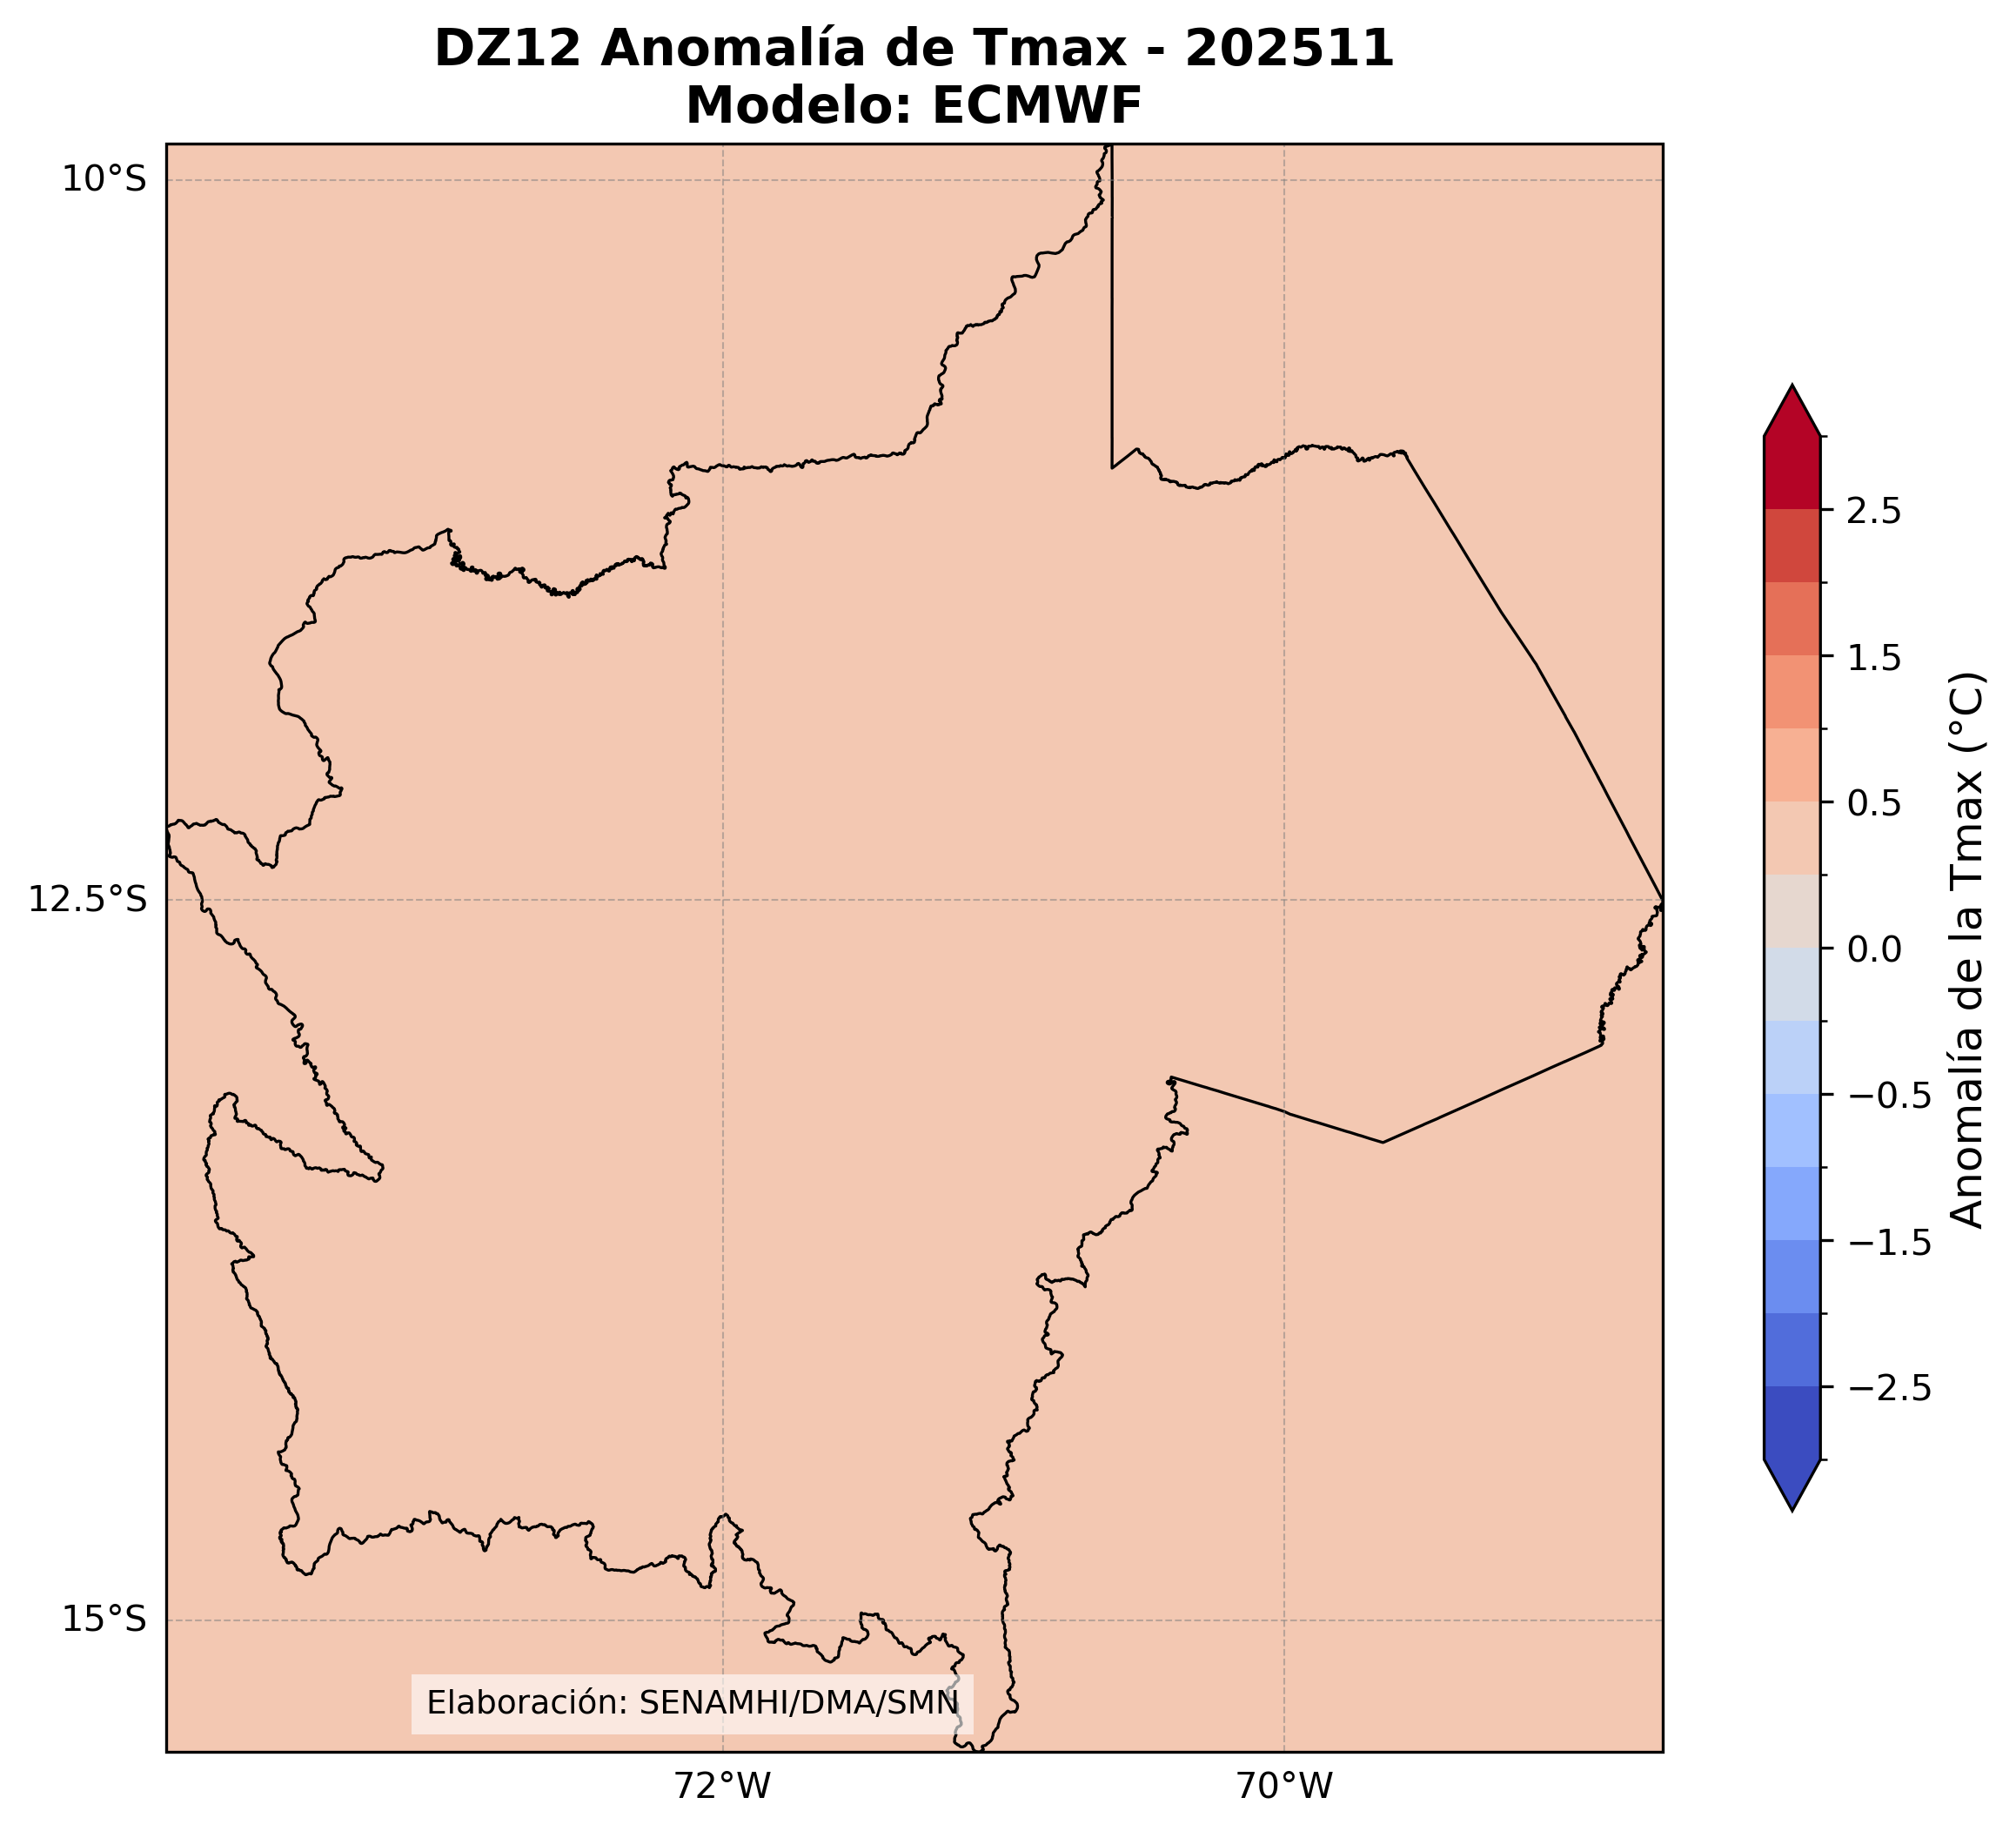 DZ12 Anomalía de Tmax - 202511
Modelo: ECMWF
10°S
12.5°S
15°S
72°W
70°W
Elaboración: SENAMHI/DMA/SMN
2.5
1.5
0.5
0.0
−0.5
−1.5
−2.5
Anomalía de la Tmax (°C)